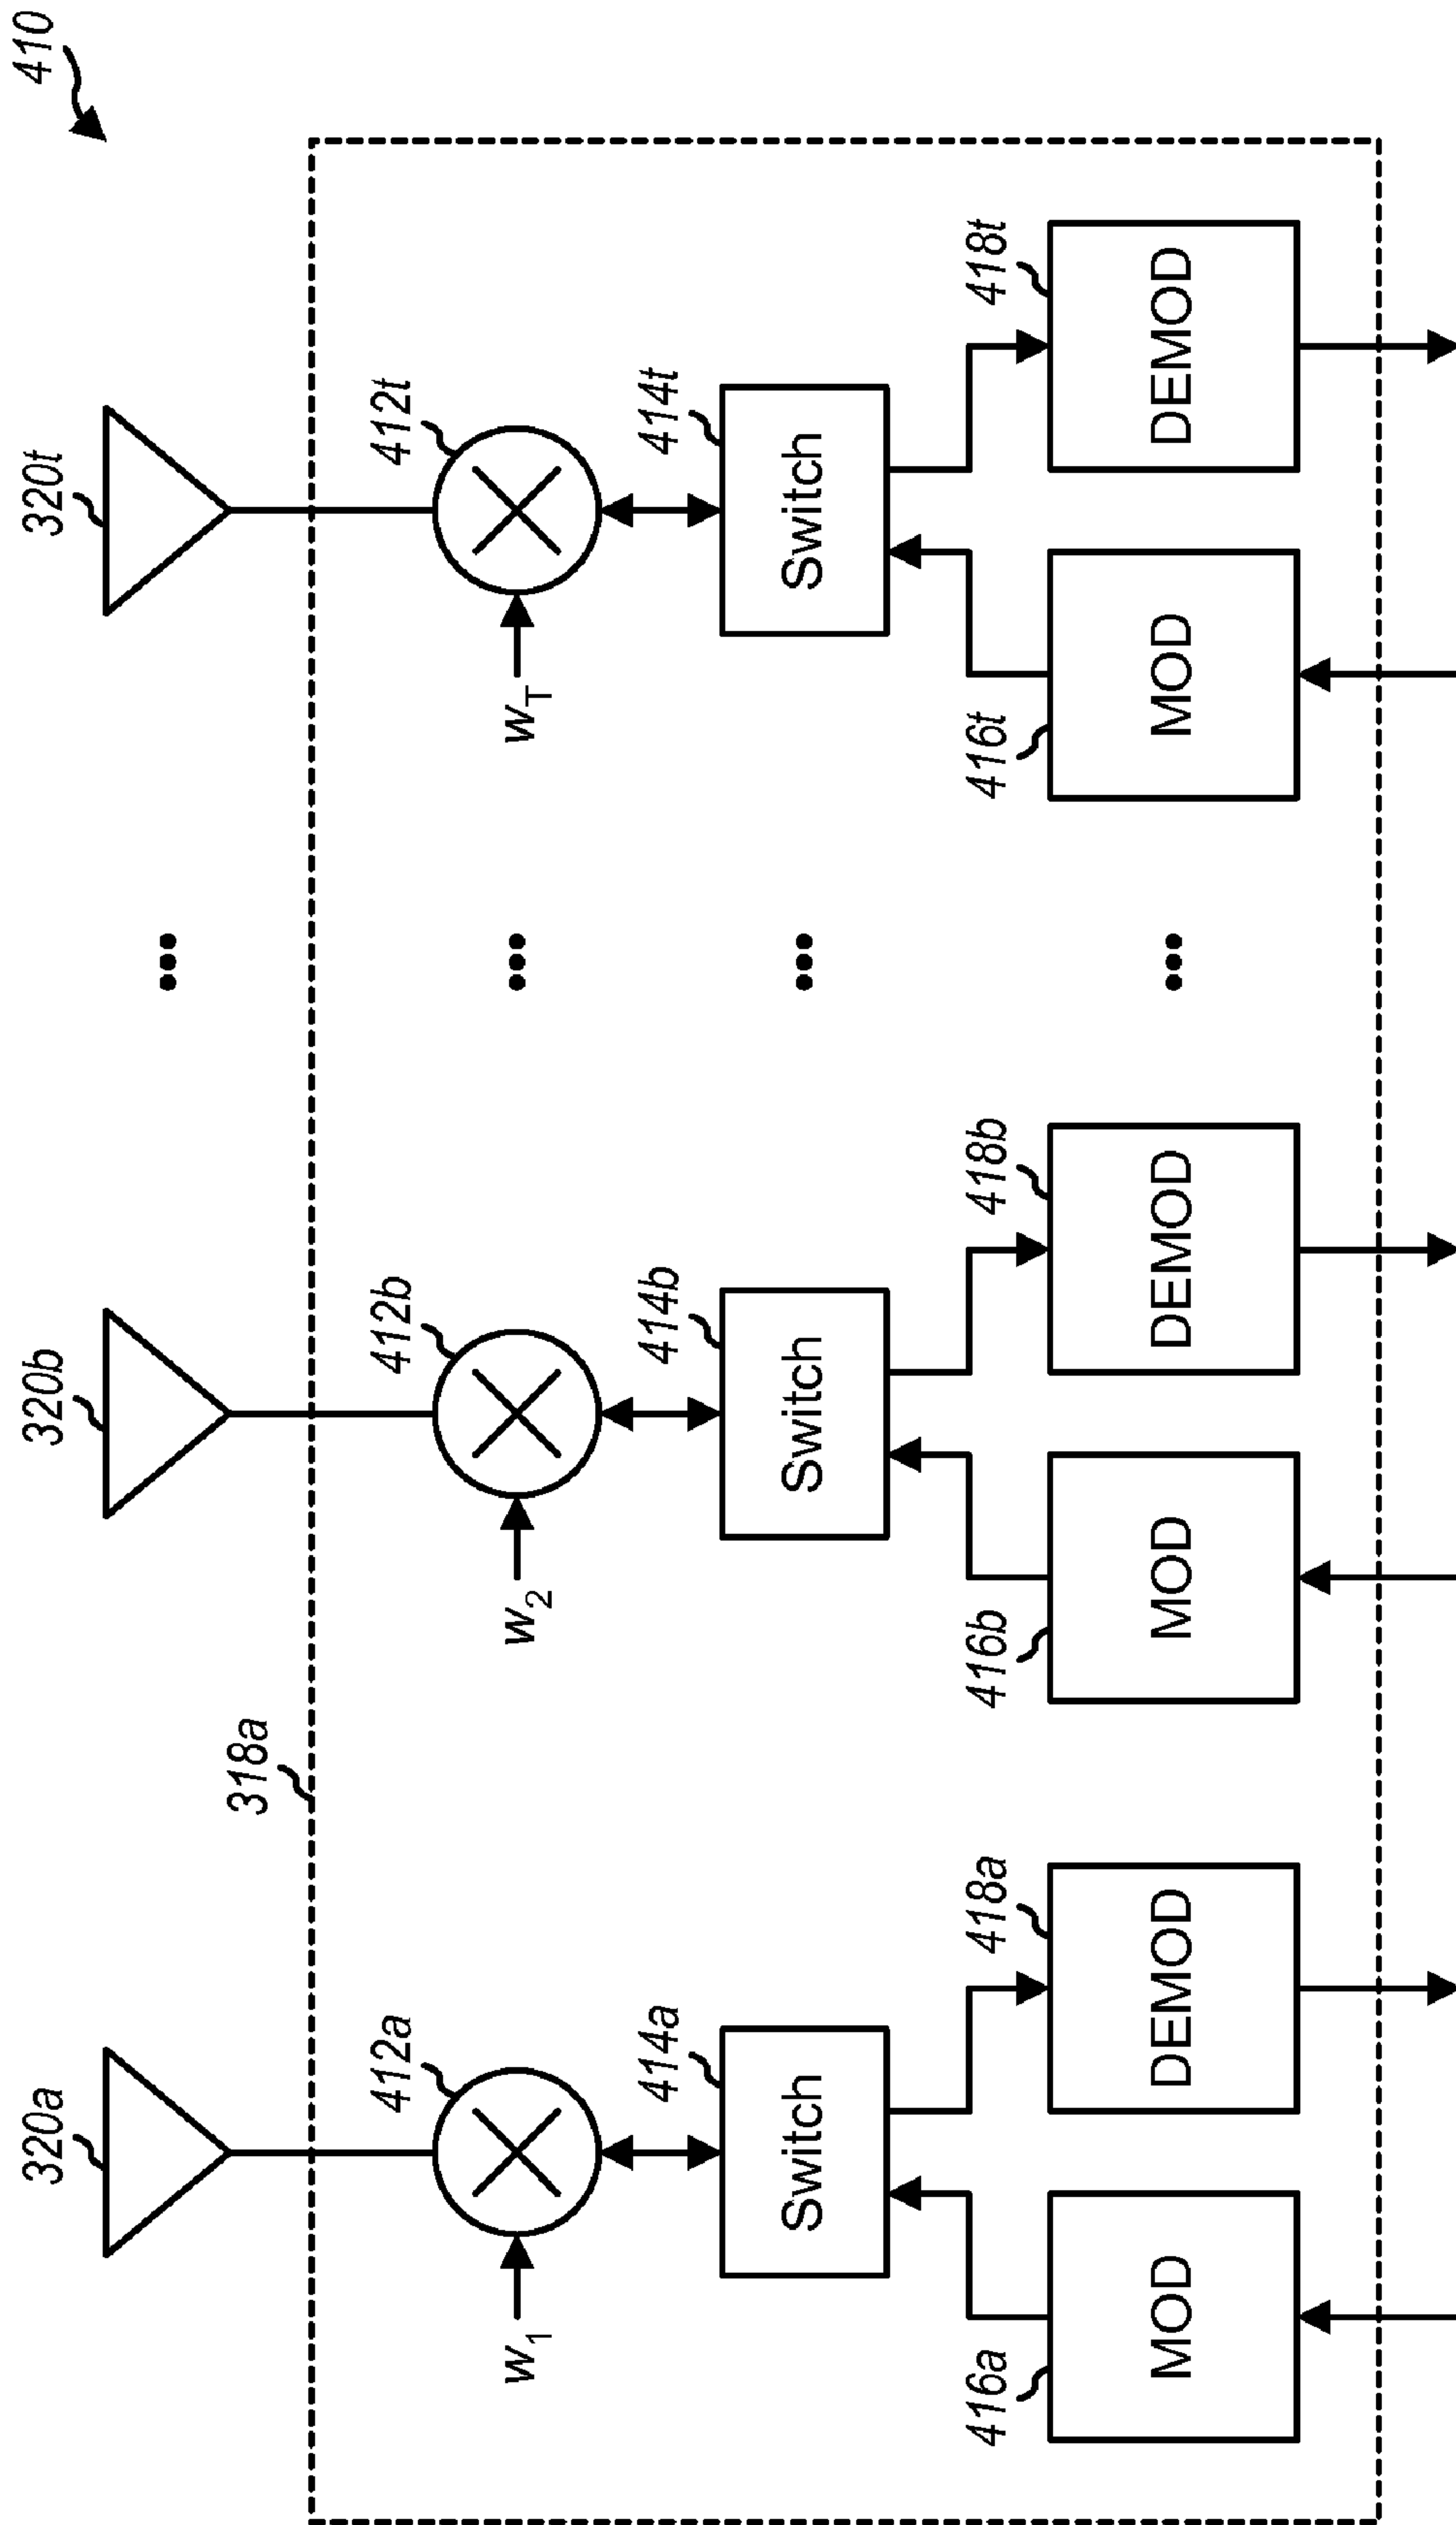 410
320a
320b
320t
318a
412a
412b
412t
w1
w2
wT
414a
414b
414t
Switch
Switch
Switch
416a
418a
416b
418b
416t
418t
MOD
DEMOD
MOD
DEMOD
MOD
DEMOD